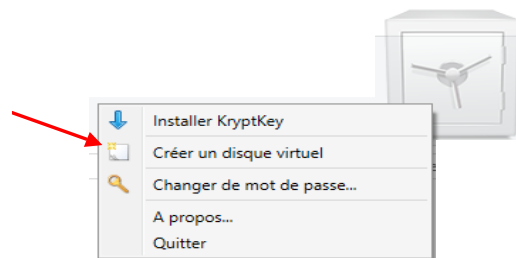 Installer KryptKey
Créer un disque virtuel
Changer de mot de passe...
A propos...
Quitter